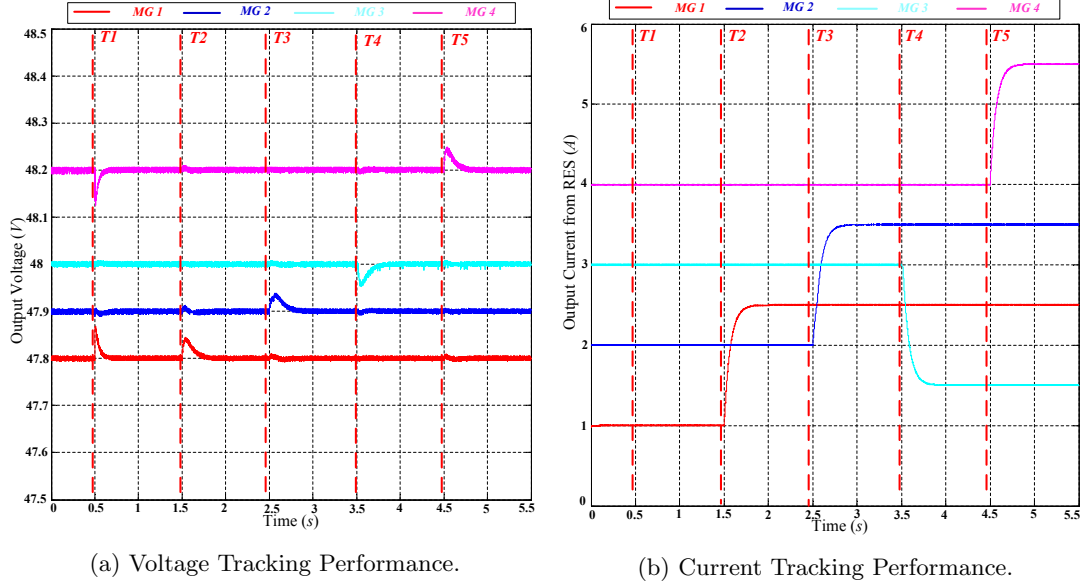 MG 1 MG 2 MG 3 MG 4
T1 T2 T3 T4 T5
48.5
48.4
48.3
48.2
48.1
48
47.9
47.8
47.7
47.6
47.5
Output Voltage (V)
0 0.5 1 1.5 2 2.5 3 3.5 4 4.5 5 5.5
Time (s)
(a) Voltage Tracking Performance.
MG 1 MG 2 MG 3 MG 4
T1 T2 T3 T4 T5
6
5
4
3
2
1
0
Output Current from RES (A)
0 0.5 1 1.5 2 2.5 3 3.5 4 4.5 5 5.5
Time (s)
(b) Current Tracking Performance.